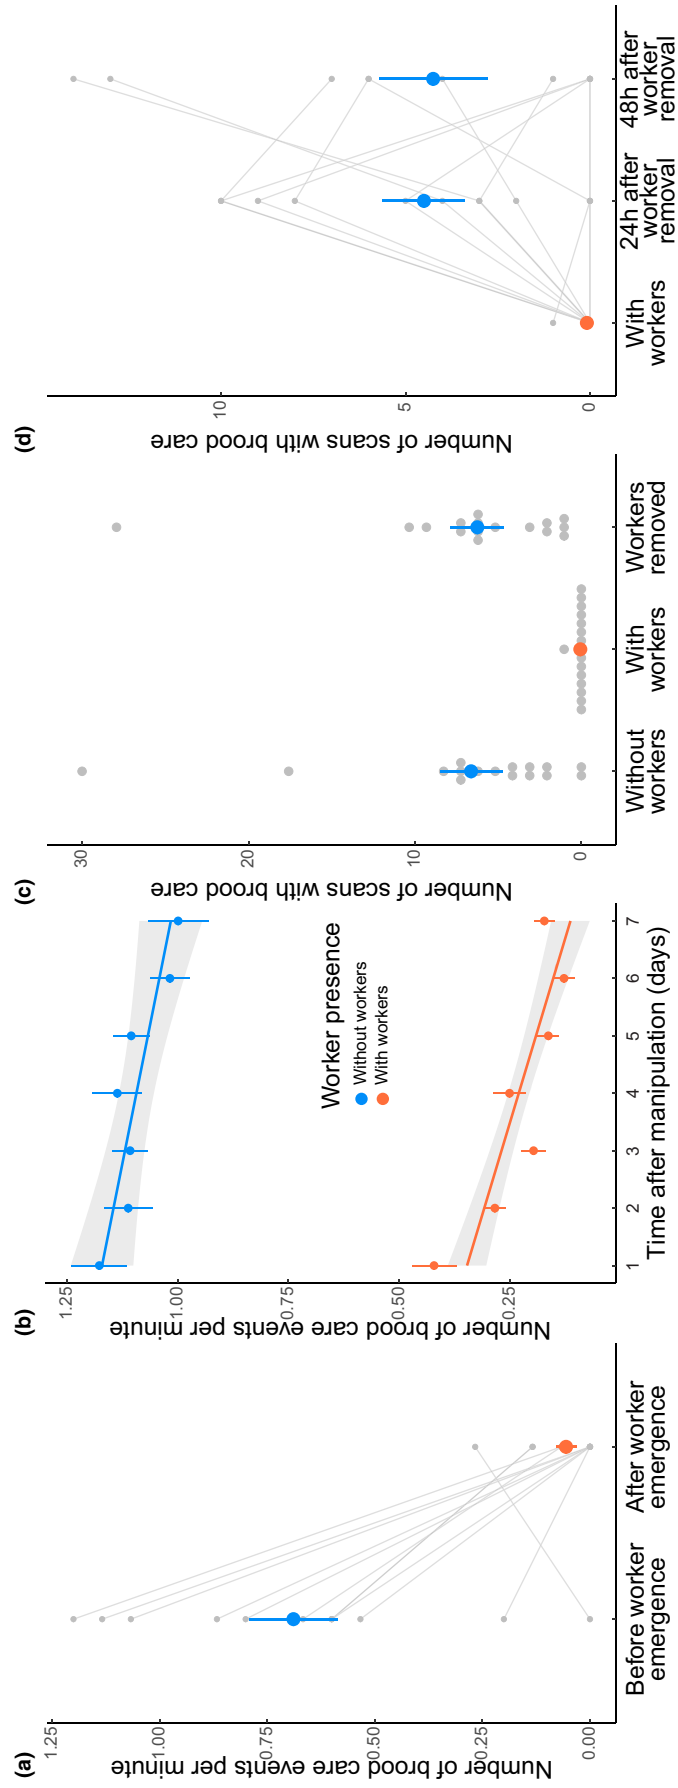 (a)
Number of brood care events per minute
1.25
1.00
0.75
0.50
0.25
0.00
Before worker
emergence
After worker
emergence
(b)
Number of brood care events per minute
1.25
1.00
0.75
0.50
0.25
Worker presence
Without workers
With workers
1 2 3 4 5 6 7
Time after manipulation (days)
(c)
Number of scans with brood care
30
20
10
0
Without
workers
With
workers
Workers
removed
(d)
Number of scans with brood care
10
5
0
With
workers
24h after
worker
removal
48h after
worker
removal